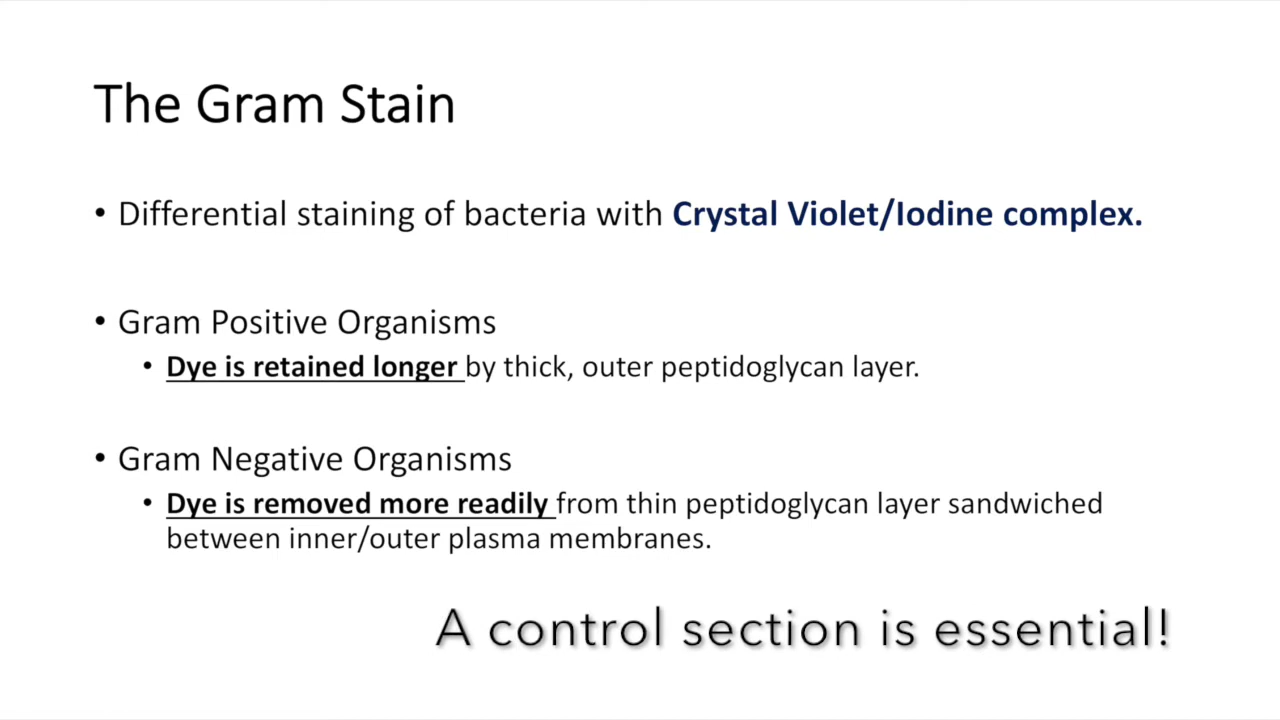 The Gram Stain
• Differential staining of bacteria with Crystal Violet/Iodine complex.
• Gram Positive Organisms
• Dye is retained longer by thick, outer peptidoglycan layer.
• Gram Negative Organisms
• Dye is removed more readily from thin peptidoglycan layer sandwiched
between inner/outer plasma membranes.
A control section is essential!